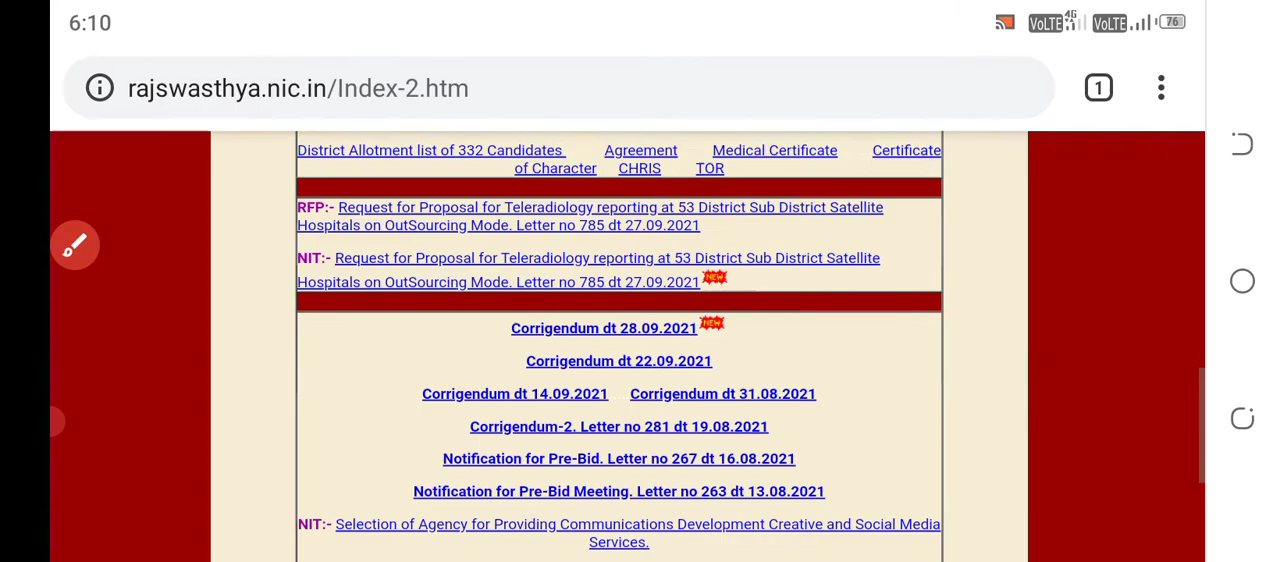 6:10
VoLTE 4G VoLTE 76
rajswasthya.nic.in/Index-2.htm
1
District Allotment list of 332 Candidates Agreement Medical Certificate Certificate
of Character CHRIS TOR
RFP:- Request for Proposal for Teleradiology reporting at 53 District Sub District Satellite
Hospitals on OutSourcing Mode. Letter no 785 dt 27.09.2021
NIT:- Request for Proposal for Teleradiology reporting at 53 District Sub District Satellite
Hospitals on OutSourcing Mode. Letter no 785 dt 27.09.2021 NEW
Corrigendum dt 28.09.2021 NEW
Corrigendum dt 22.09.2021
Corrigendum dt 14.09.2021 Corrigendum dt 31.08.2021
Corrigendum-2. Letter no 281 dt 19.08.2021
Notification for Pre-Bid. Letter no 267 dt 16.08.2021
Notification for Pre-Bid Meeting. Letter no 263 dt 13.08.2021
NIT:- Selection of Agency for Providing Communications Development Creative and Social Media
Services.